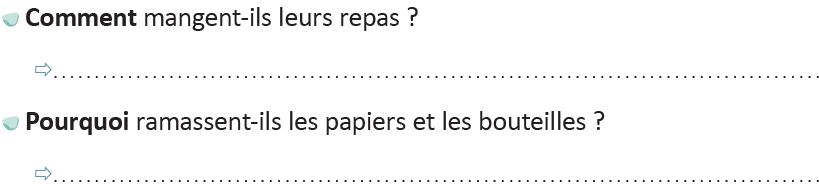 Comment mangent-ils leurs repas ?
⇨......................................................................................
Pourquoi ramassent-ils les papiers et les bouteilles ?
⇨......................................................................................